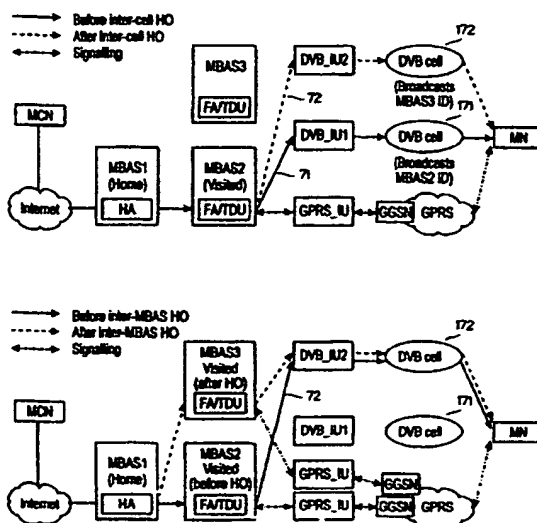 Before inter-cell HO
After inter-cell HO
Signalling
MBAS3
FA/TDU
DVB_IU2
DVB cell
172
(Broadcasts
MBAS3 ID)
72
MCN
171
DVB_IU1
DVB cell
MN
(Broadcasts
MBAS2 ID)
MBAS1
(Home)
HA
MBAS2
(Visited)
FA/TDU
71
Internet
GPRS_IU
GGSN
GPRS
Before inter-MBAS HO
After inter-MBAS HO
Signalling
MBAS3
Visited
(after HO)
FA/TDU
DVB_IU2
DVB cell
172
72
171
MCN
DVB_IU1
DVB cell
MN
MBAS1
(Home)
HA
MBAS2
Visited
(before HO)
FA/TDU
GPRS_IU
GGSN
Internet
GPRS_IU
GGSN
GPRS